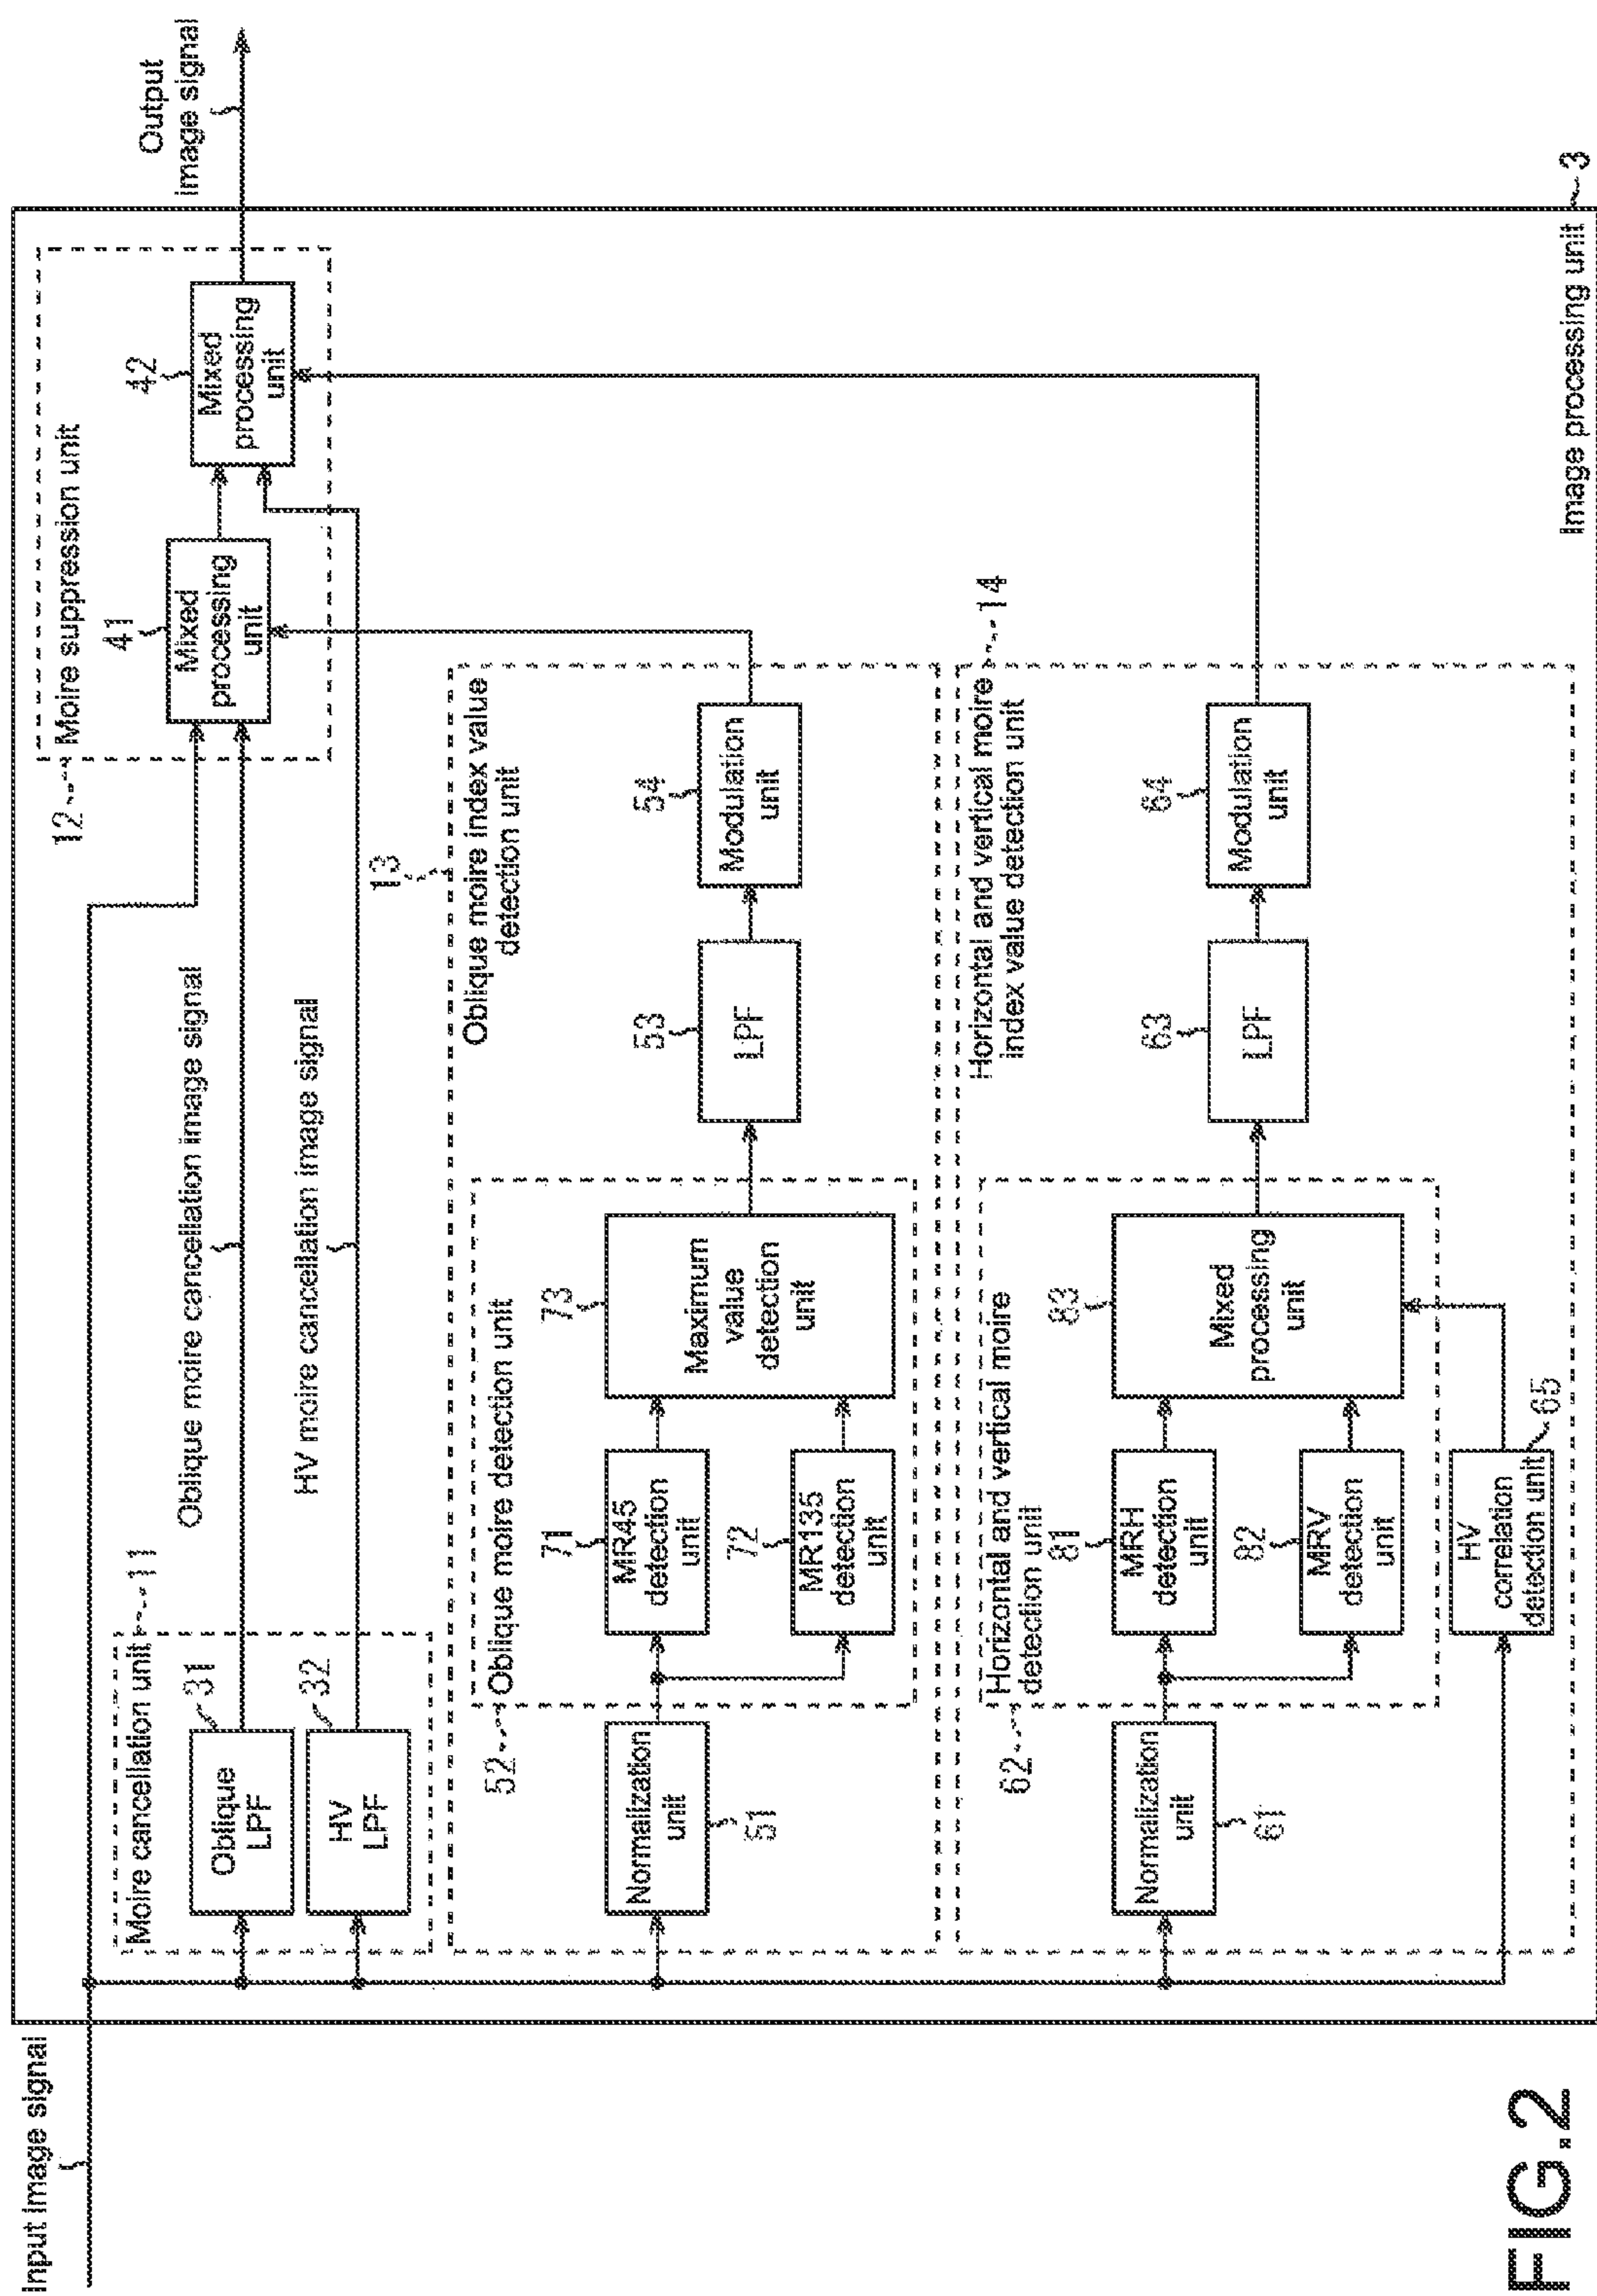 Input image signal
Output
image signal
Moire cancellation unit
11
Oblique
LPF
31
HV
LPF
32
Oblique moire cancellation image signal
HV moire cancellation image signal
12
Moire suppression unit
41
Mixed
processing
unit
42
Mixed
processing
unit
13
Oblique moire index value
detection unit
Normalization
unit
51
52
Oblique moire detection unit
71
MR45
detection
unit
72
MR135
detection
unit
73
Maximum
value
detection
unit
53
LPF
54
Modulation
unit
14
Horizontal and vertical moire
index value detection unit
Normalization
unit
61
62
Horizontal and vertical moire
detection unit
81
MRH
detection
unit
82
MRV
detection
unit
83
Mixed
processing
unit
63
LPF
64
Modulation
unit
HV
correlation
detection unit
65
Image processing unit
3
FIG.2